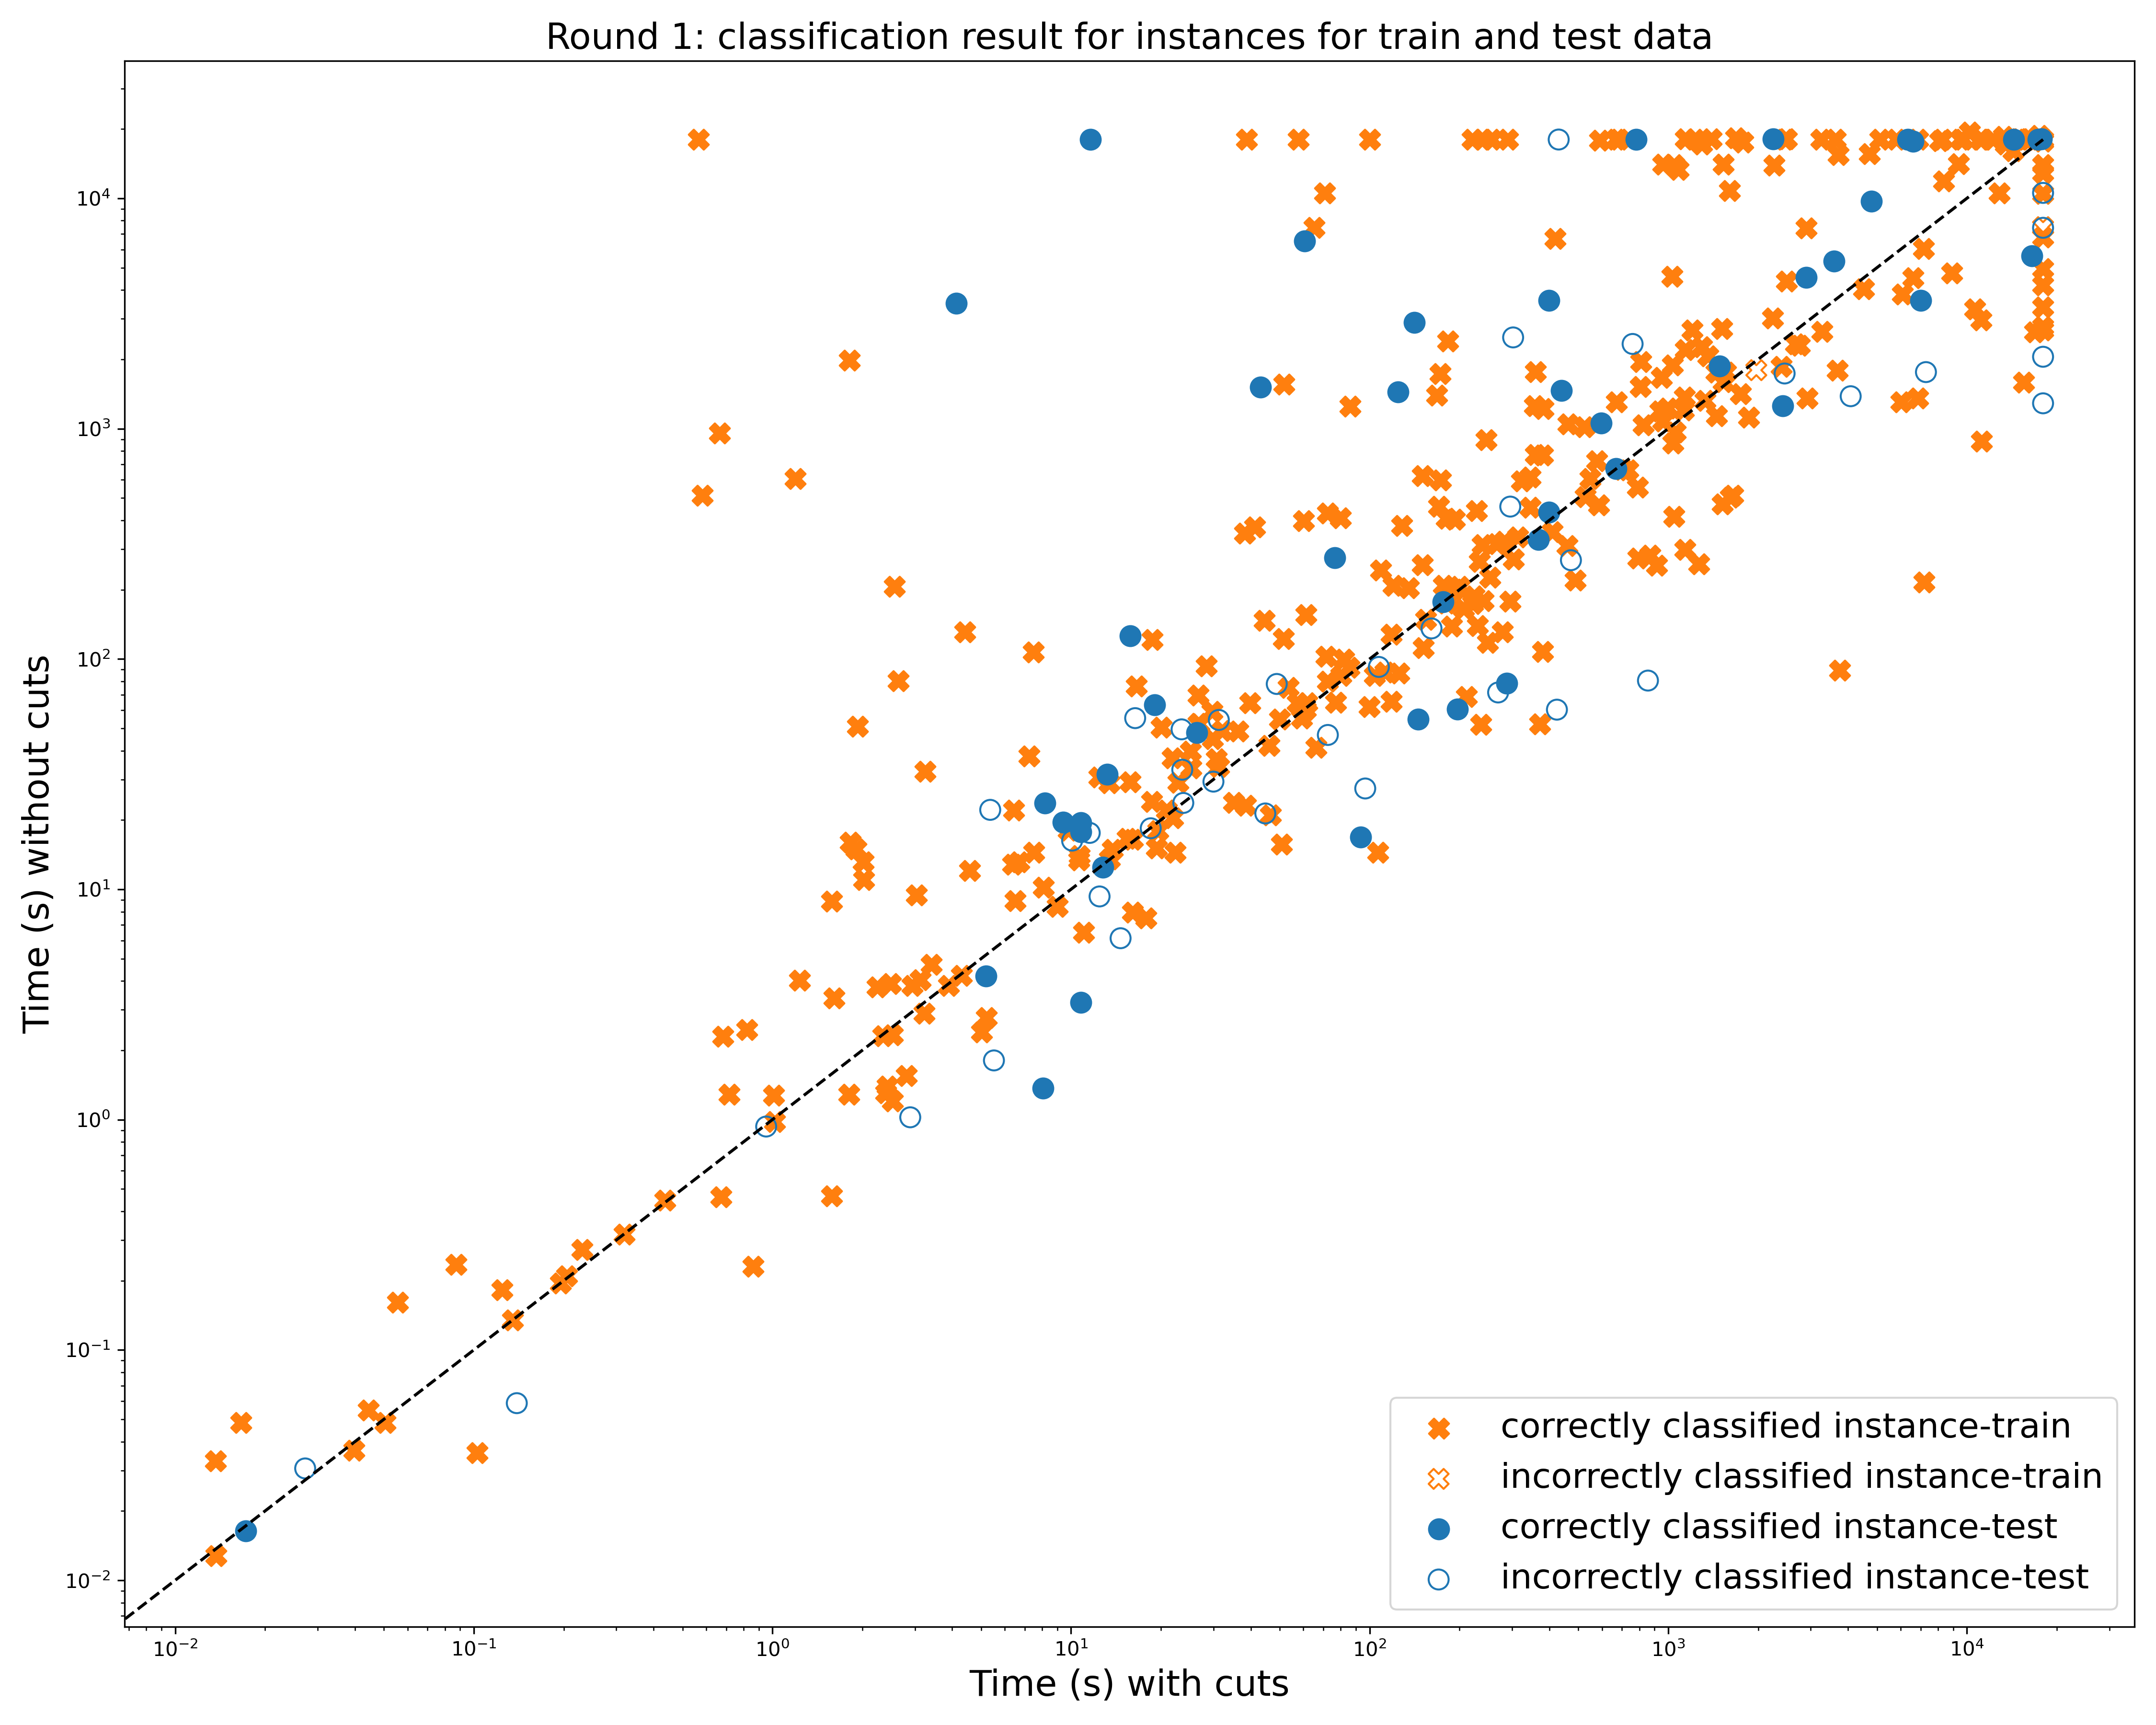 Round 1: classification result for instances for train and test data
Time (s) without cuts
10⁴
10³
10²
10¹
10⁰
10⁻¹
10⁻²
correctly classified instance-train
incorrectly classified instance-train
correctly classified instance-test
incorrectly classified instance-test
10⁻² 10⁻¹ 10⁰ 10¹ 10² 10³ 10⁴
Time (s) with cuts